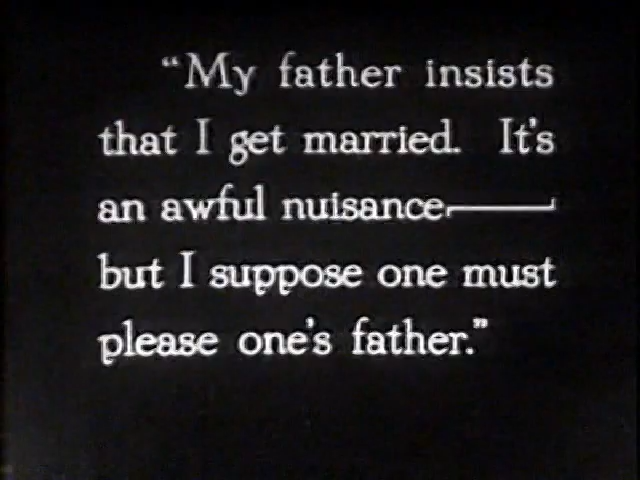 “My father insists
that I get married. It's
an awful nuisance——
but I suppose one must
please one's father.”